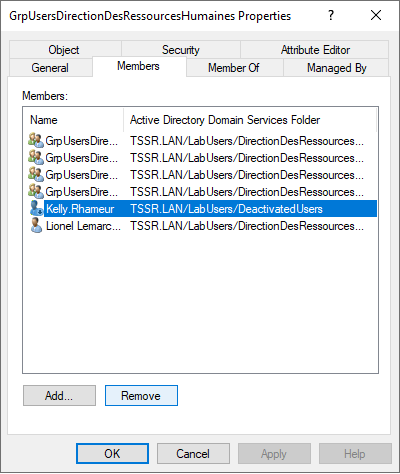 GrpUsersDirectionDesRessourcesHumaines Properties ? ×
Object Security Attribute Editor
General Members Member Of Managed By
Members:
Name Active Directory Domain Services Folder
GrpUsersDire... TSSR.LAN/LabUsers/DirectionDesRessources...
GrpUsersDire... TSSR.LAN/LabUsers/DirectionDesRessources...
GrpUsersDire... TSSR.LAN/LabUsers/DirectionDesRessources...
GrpUsersDire... TSSR.LAN/LabUsers/DirectionDesRessources...
Kelly.Rhameur TSSR.LAN/LabUsers/DeactivatedUsers
Lionel Lemarc... TSSR.LAN/LabUsers/DirectionDesRessources...
Add... Remove
OK Cancel Apply Help